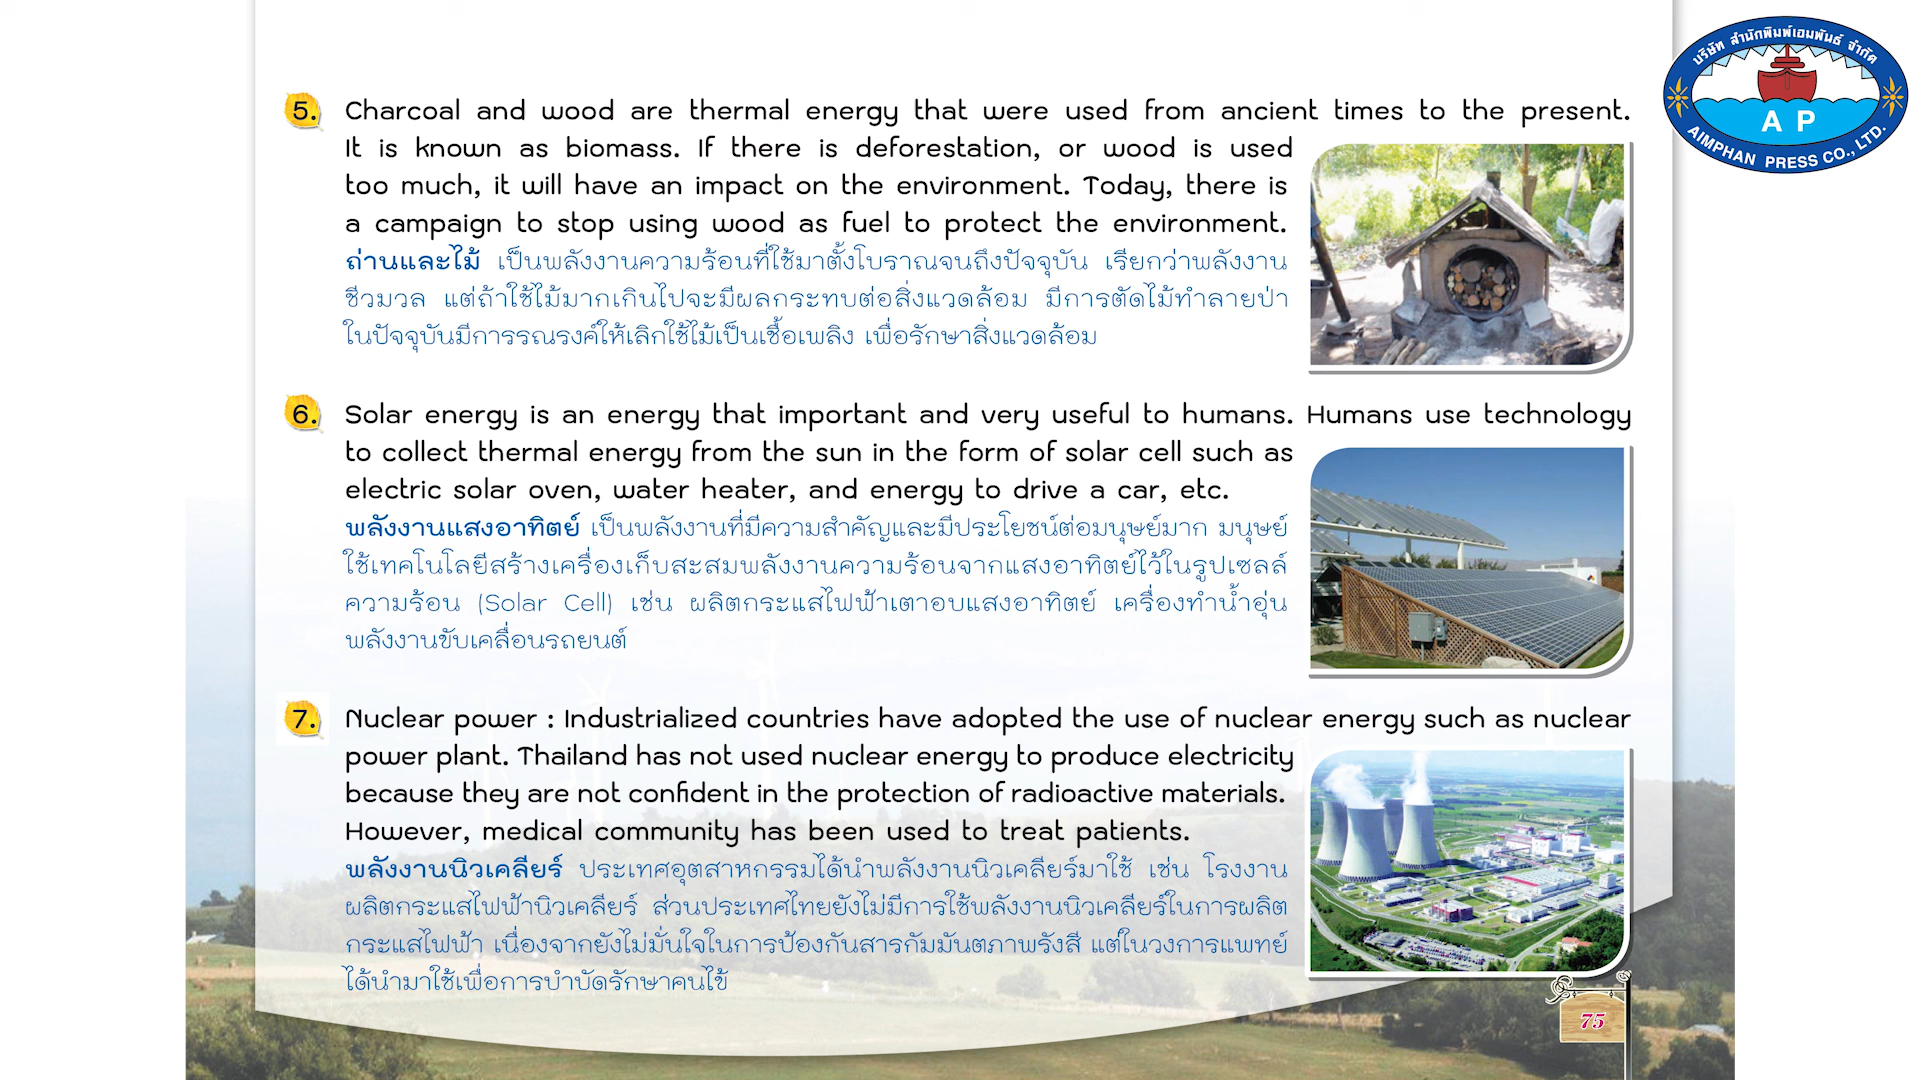 บริษัท สำนักพิมพ์เอมพันธ์ จำกัด
A P
AIMPHAN PRESS CO., LTD.
5. Charcoal and wood are thermal energy that were used from ancient times to the present.
It is known as biomass. If there is deforestation, or wood is used
too much, it will have an impact on the environment. Today, there is
a campaign to stop using wood as fuel to protect the environment.
ถ่านและไม้ เป็นพลังงานความร้อนที่ใช้มาตั้งโบราณจนถึงปัจจุบัน เรียกว่าพลังงาน
ชีวมวล แต่ถ้าใช้ไม้มากเกินไปจะมีผลกระทบต่อสิ่งแวดล้อม มีการตัดไม้ทำลายป่า
ในปัจจุบันมีการรณรงค์ให้เลิกใช้ไม้เป็นเชื้อเพลิง เพื่อรักษาสิ่งแวดล้อม
6. Solar energy is an energy that important and very useful to humans. Humans use technology
to collect thermal energy from the sun in the form of solar cell such as
electric solar oven, water heater, and energy to drive a car, etc.
พลังงานแสงอาทิตย์ เป็นพลังงานที่มีความสำคัญและมีประโยชน์ต่อมนุษย์มาก มนุษย์
ใช้เทคโนโลยีสร้างเครื่องเก็บสะสมพลังงานความร้อนจากแสงอาทิตย์ไว้ในรูปเซลล์
ความร้อน (Solar Cell) เช่น ผลิตกระแสไฟฟ้าเตาอบแสงอาทิตย์ เครื่องทำน้ำอุ่น
พลังงานขับเคลื่อนรถยนต์
7. Nuclear power : Industrialized countries have adopted the use of nuclear energy such as nuclear
power plant. Thailand has not used nuclear energy to produce electricity
because they are not confident in the protection of radioactive materials.
However, medical community has been used to treat patients.
พลังงานนิวเคลียร์ ประเทศอุตสาหกรรมได้นำพลังงานนิวเคลียร์มาใช้ เช่น โรงงาน
ผลิตกระแสไฟฟ้านิวเคลียร์ ส่วนประเทศไทยยังไม่มีการใช้พลังงานนิวเคลียร์ในการผลิต
กระแสไฟฟ้า เนื่องจากยังไม่มั่นใจในการป้องกันสารกัมมันตภาพรังสี แต่ในวงการแพทย์
ได้นำมาใช้เพื่อการบำบัดรักษาคนไข้
75